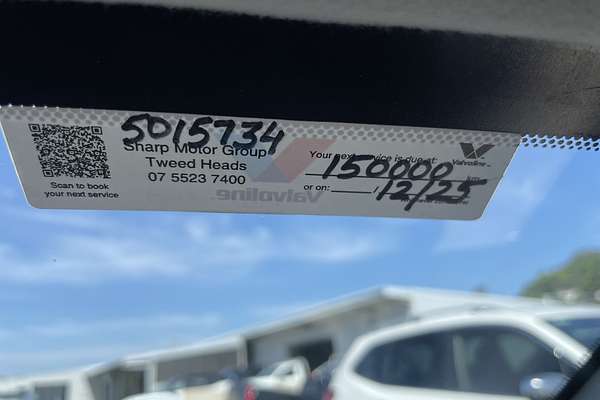 5015734
Sharp Motor Group
Tweed Heads
07 5523 7400
Scan to book
your next service
Your next service is due at:
150000 km
or on: / 12/25
Valvoline
Valvoline